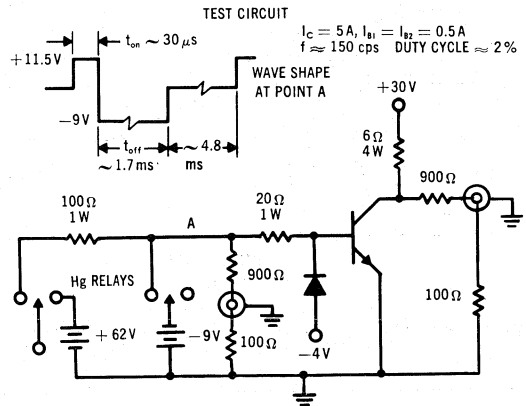 TEST CIRCUIT
t_on ~ 30 μs
I_C = 5A, I_B1 = I_B2 = 0.5A
f ≈ 150 cps DUTY CYCLE ≈ 2%
+11.5V
WAVE SHAPE
AT POINT A
-9V
t_off
~1.7ms
~4.8
ms
+30V
6Ω
4W
900Ω
100Ω
1W
A
20Ω
1W
900Ω
Hg RELAYS
+62V
-9V
100Ω
-4V
100Ω